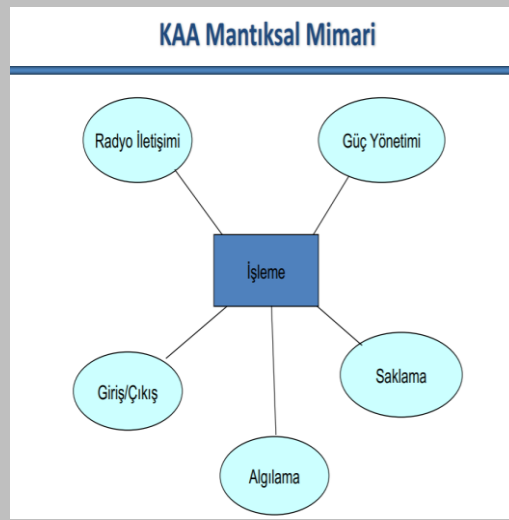 KAA Mantıksal Mimari
Radyo İletişimi
Güç Yönetimi
İşleme
Saklama
Giriş/Çıkış
Algılama